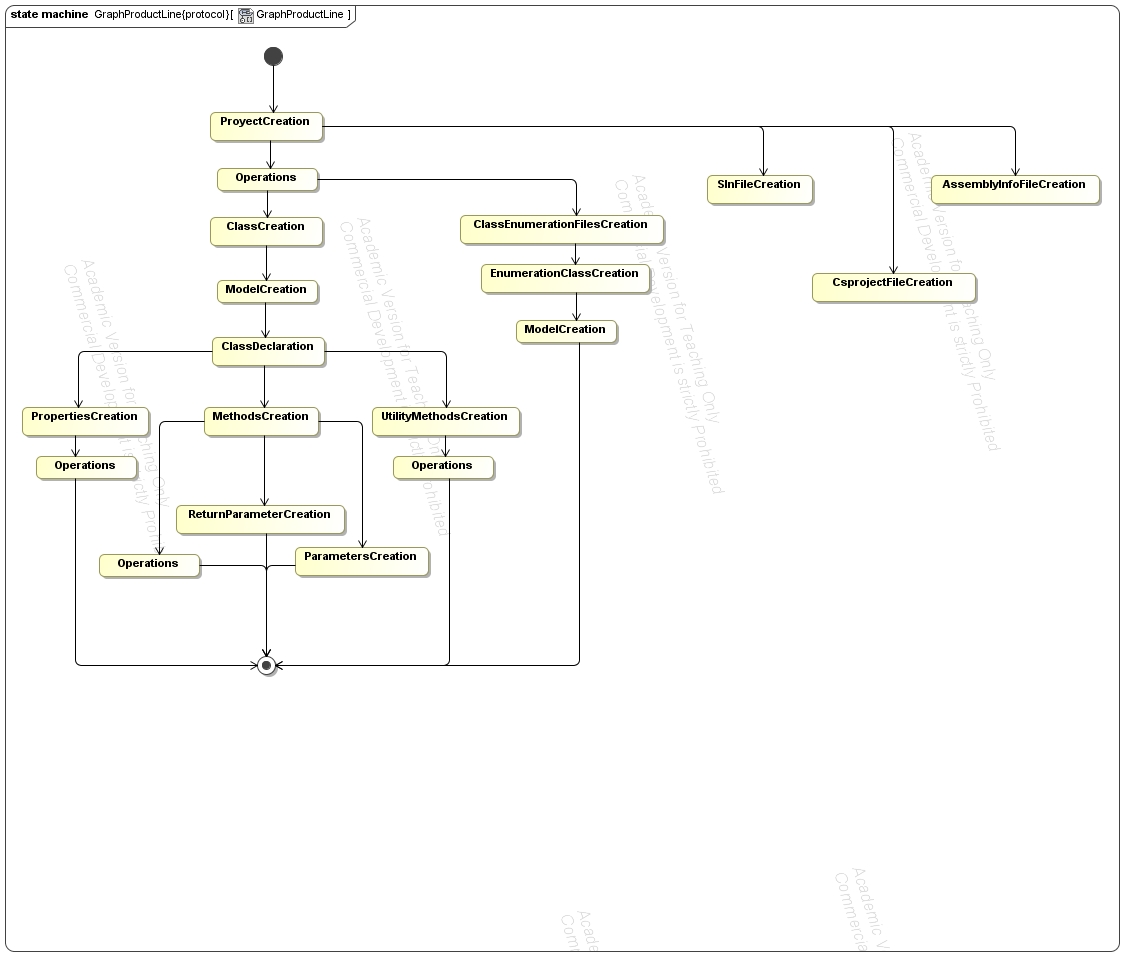 state machine GraphProductLine{protocol}[ GraphProductLine ]
ProyectCreation
Operations
SlnFileCreation
AssemblyInfoFileCreation
ClassCreation
ClassEnumerationFilesCreation
EnumerationClassCreation
CsprojectFileCreation
ModelCreation
ModelCreation
ClassDeclaration
PropertiesCreation
MethodsCreation
UtilityMethodsCreation
Operations
Operations
ReturnParameterCreation
Operations
ParametersCreation
Academic Version for Teaching Only
Commercial Development is strictly Prohibited
Academic Version for Teaching Only
Commercial Development is strictly Prohibited
Academic Version for Teaching Only
Commercial Development is strictly Prohibited
Academic Version for Teaching Only
Commercial Development is strictly Prohibited
Academic V
Commercia
Acade
Comm